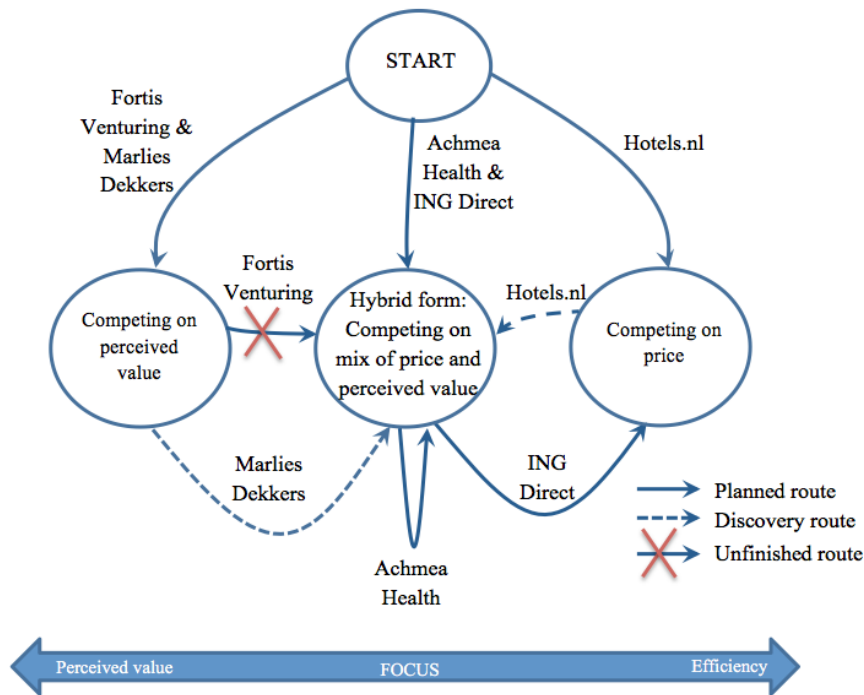 START
Fortis
Venturing &
Marlies
Dekkers
Achmea
Health &
ING Direct
Hotels.nl
Fortis
Venturing
Hotels.nl
Competing on
perceived
value
Hybrid form:
Competing on
mix of price and
perceived value
Competing on
price
Marlies
Dekkers
ING
Direct
Achmea
Health
Planned route
Discovery route
Unfinished route
Perceived value
FOCUS
Efficiency